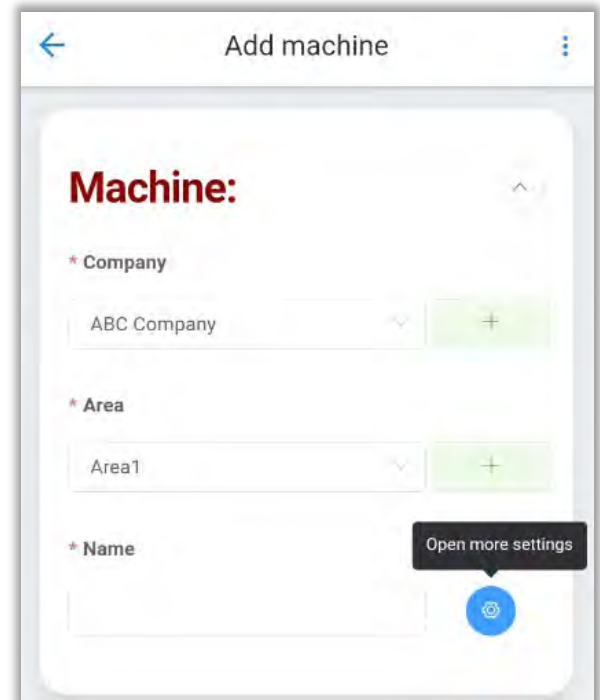 Add machine
Machine:
* Company
ABC Company
+
* Area
Area1
+
* Name
Open more settings